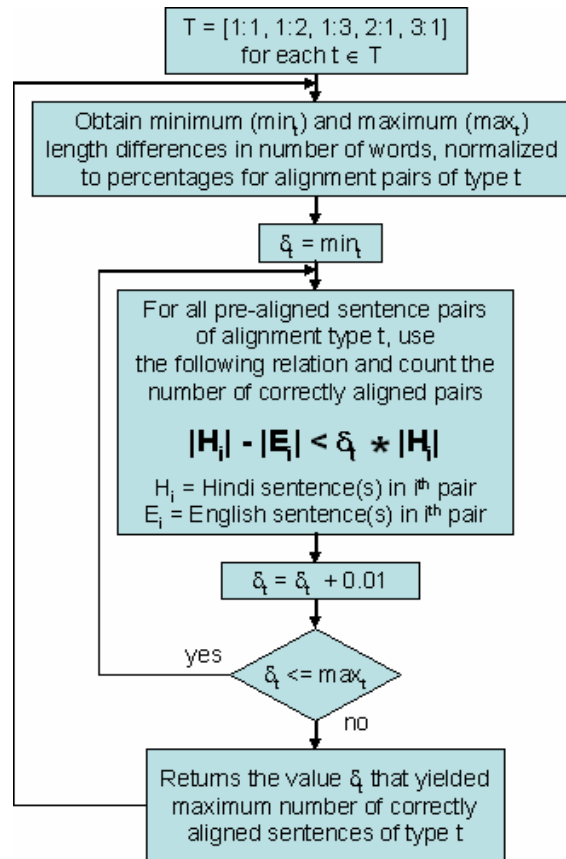 T = [1:1, 1:2, 1:3, 2:1, 3:1]
for each t ∈ T
Obtain minimum (minₜ) and maximum (maxₜ)
length differences in number of words, normalized
to percentages for alignment pairs of type t
δₜ = minₜ
For all pre-aligned sentence pairs
of alignment type t, use
the following relation and count the
number of correctly aligned pairs
|Hᵢ| - |Eᵢ| < δₜ * |Hᵢ|
Hᵢ = Hindi sentence(s) in iᵗʰ pair
Eᵢ = English sentence(s) in iᵗʰ pair
δₜ = δₜ + 0.01
yes
δₜ <= maxₜ
no
Returns the value δₜ that yielded
maximum number of correctly
aligned sentences of type t